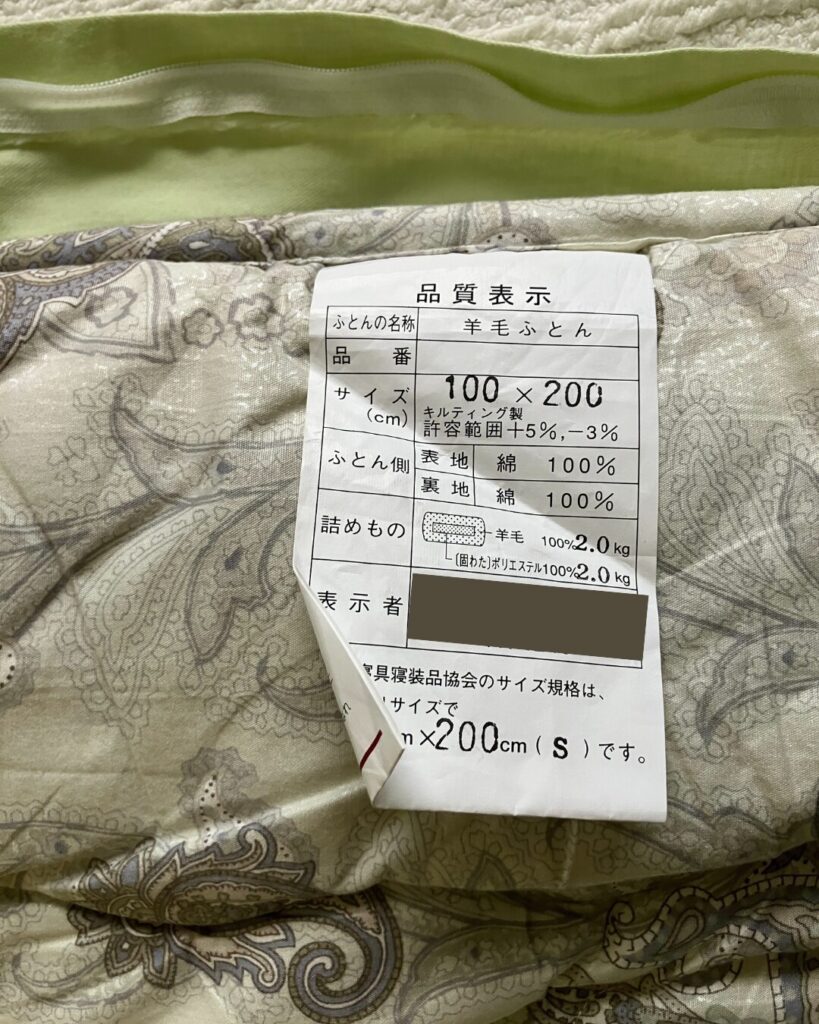 品質表示
ふとんの名称 羊毛ふとん
品番
サイズ(cm) 100×200
キルティング製
許容範囲＋5%,−3%
ふとん側 表地 綿 100%
裏地 綿 100%
詰めもの 羊毛 100% 2.0kg
(固わた)ポリエステル100% 2.0kg
表示者
寝具寝装品協会のサイズ規格は、
サイズで
m×200cm(S)です。